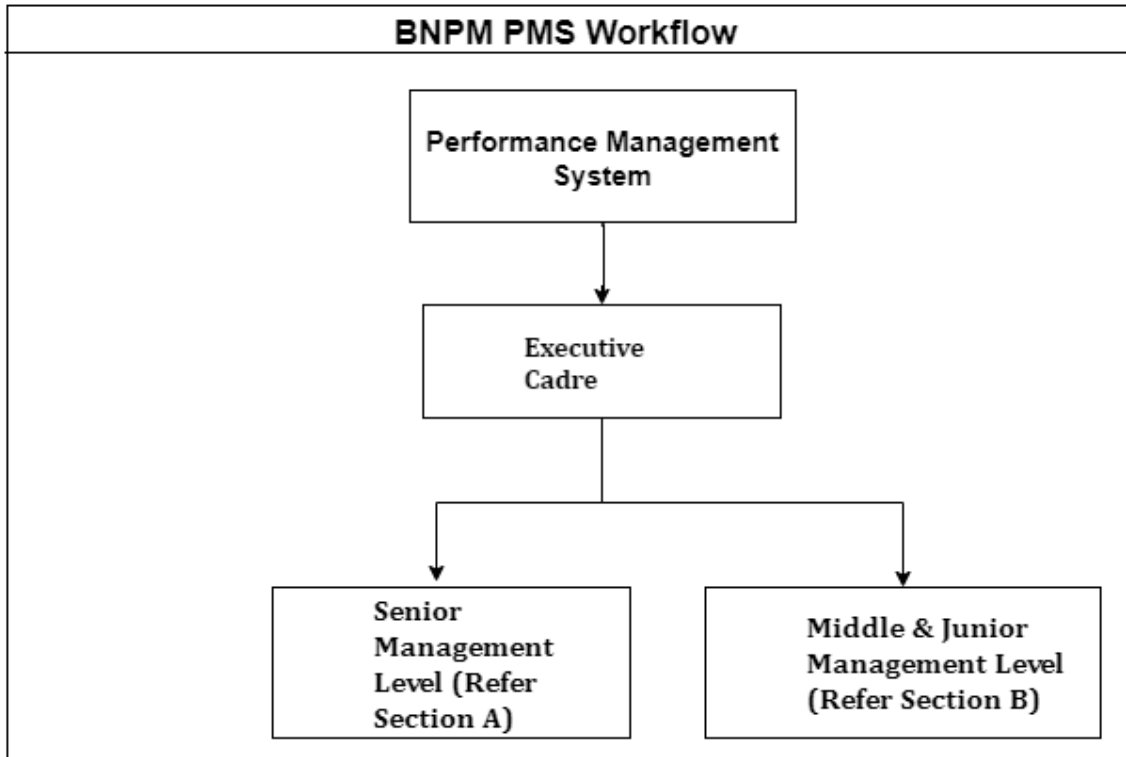 BNPM PMS Workflow
Performance Management
System
Executive
Cadre
Senior
Management
Level (Refer
Section A)
Middle & Junior
Management Level
(Refer Section B)